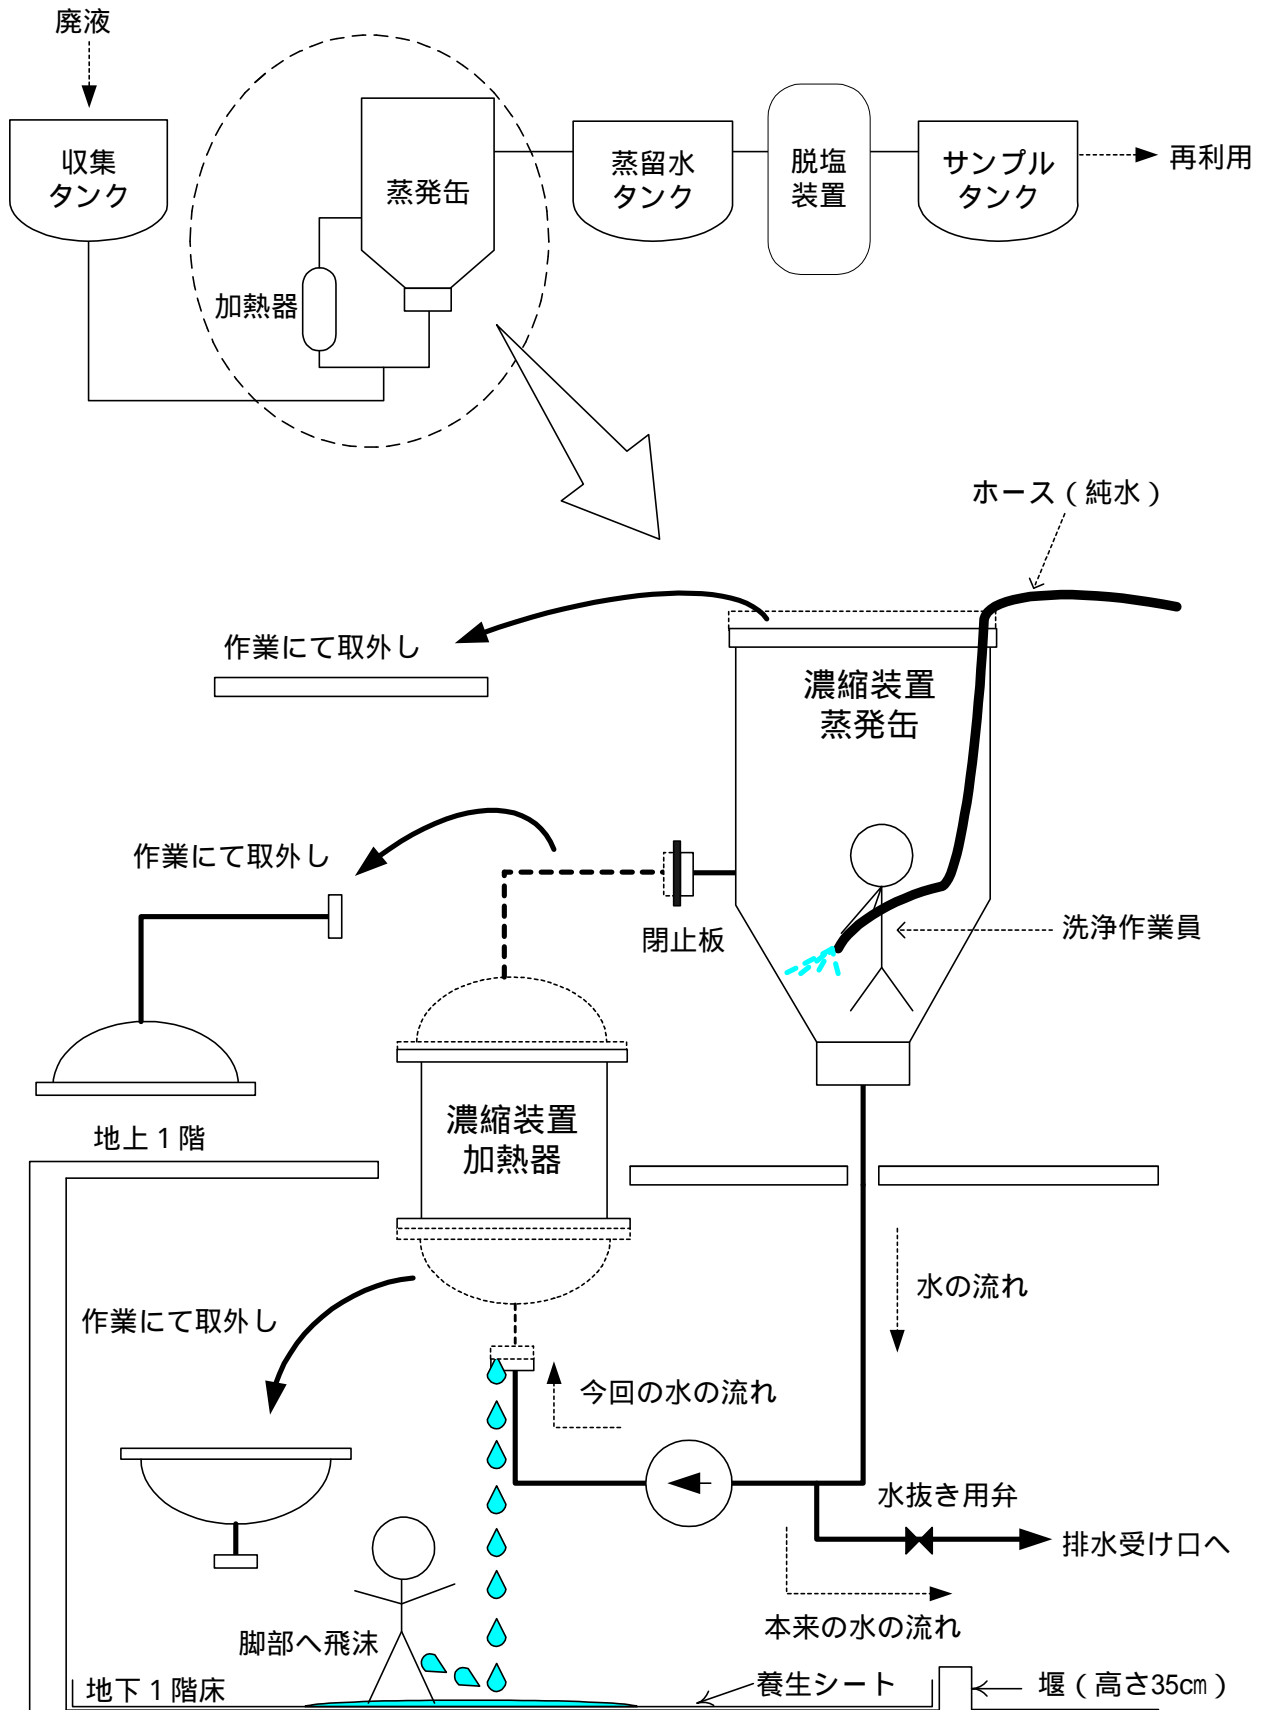 廃液
収集
タンク
蒸発缶
加熱器
蒸留水
タンク
脱塩
装置
サンプル
タンク
再利用
ホース（純水）
作業にて取外し
濃縮装置
蒸発缶
作業にて取外し
閉止板
洗浄作業員
地上１階
濃縮装置
加熱器
水の流れ
作業にて取外し
今回の水の流れ
水抜き用弁
排水受け口へ
本来の水の流れ
脚部へ飛沫
地下１階床
養生シート
堰（高さ35㎝）